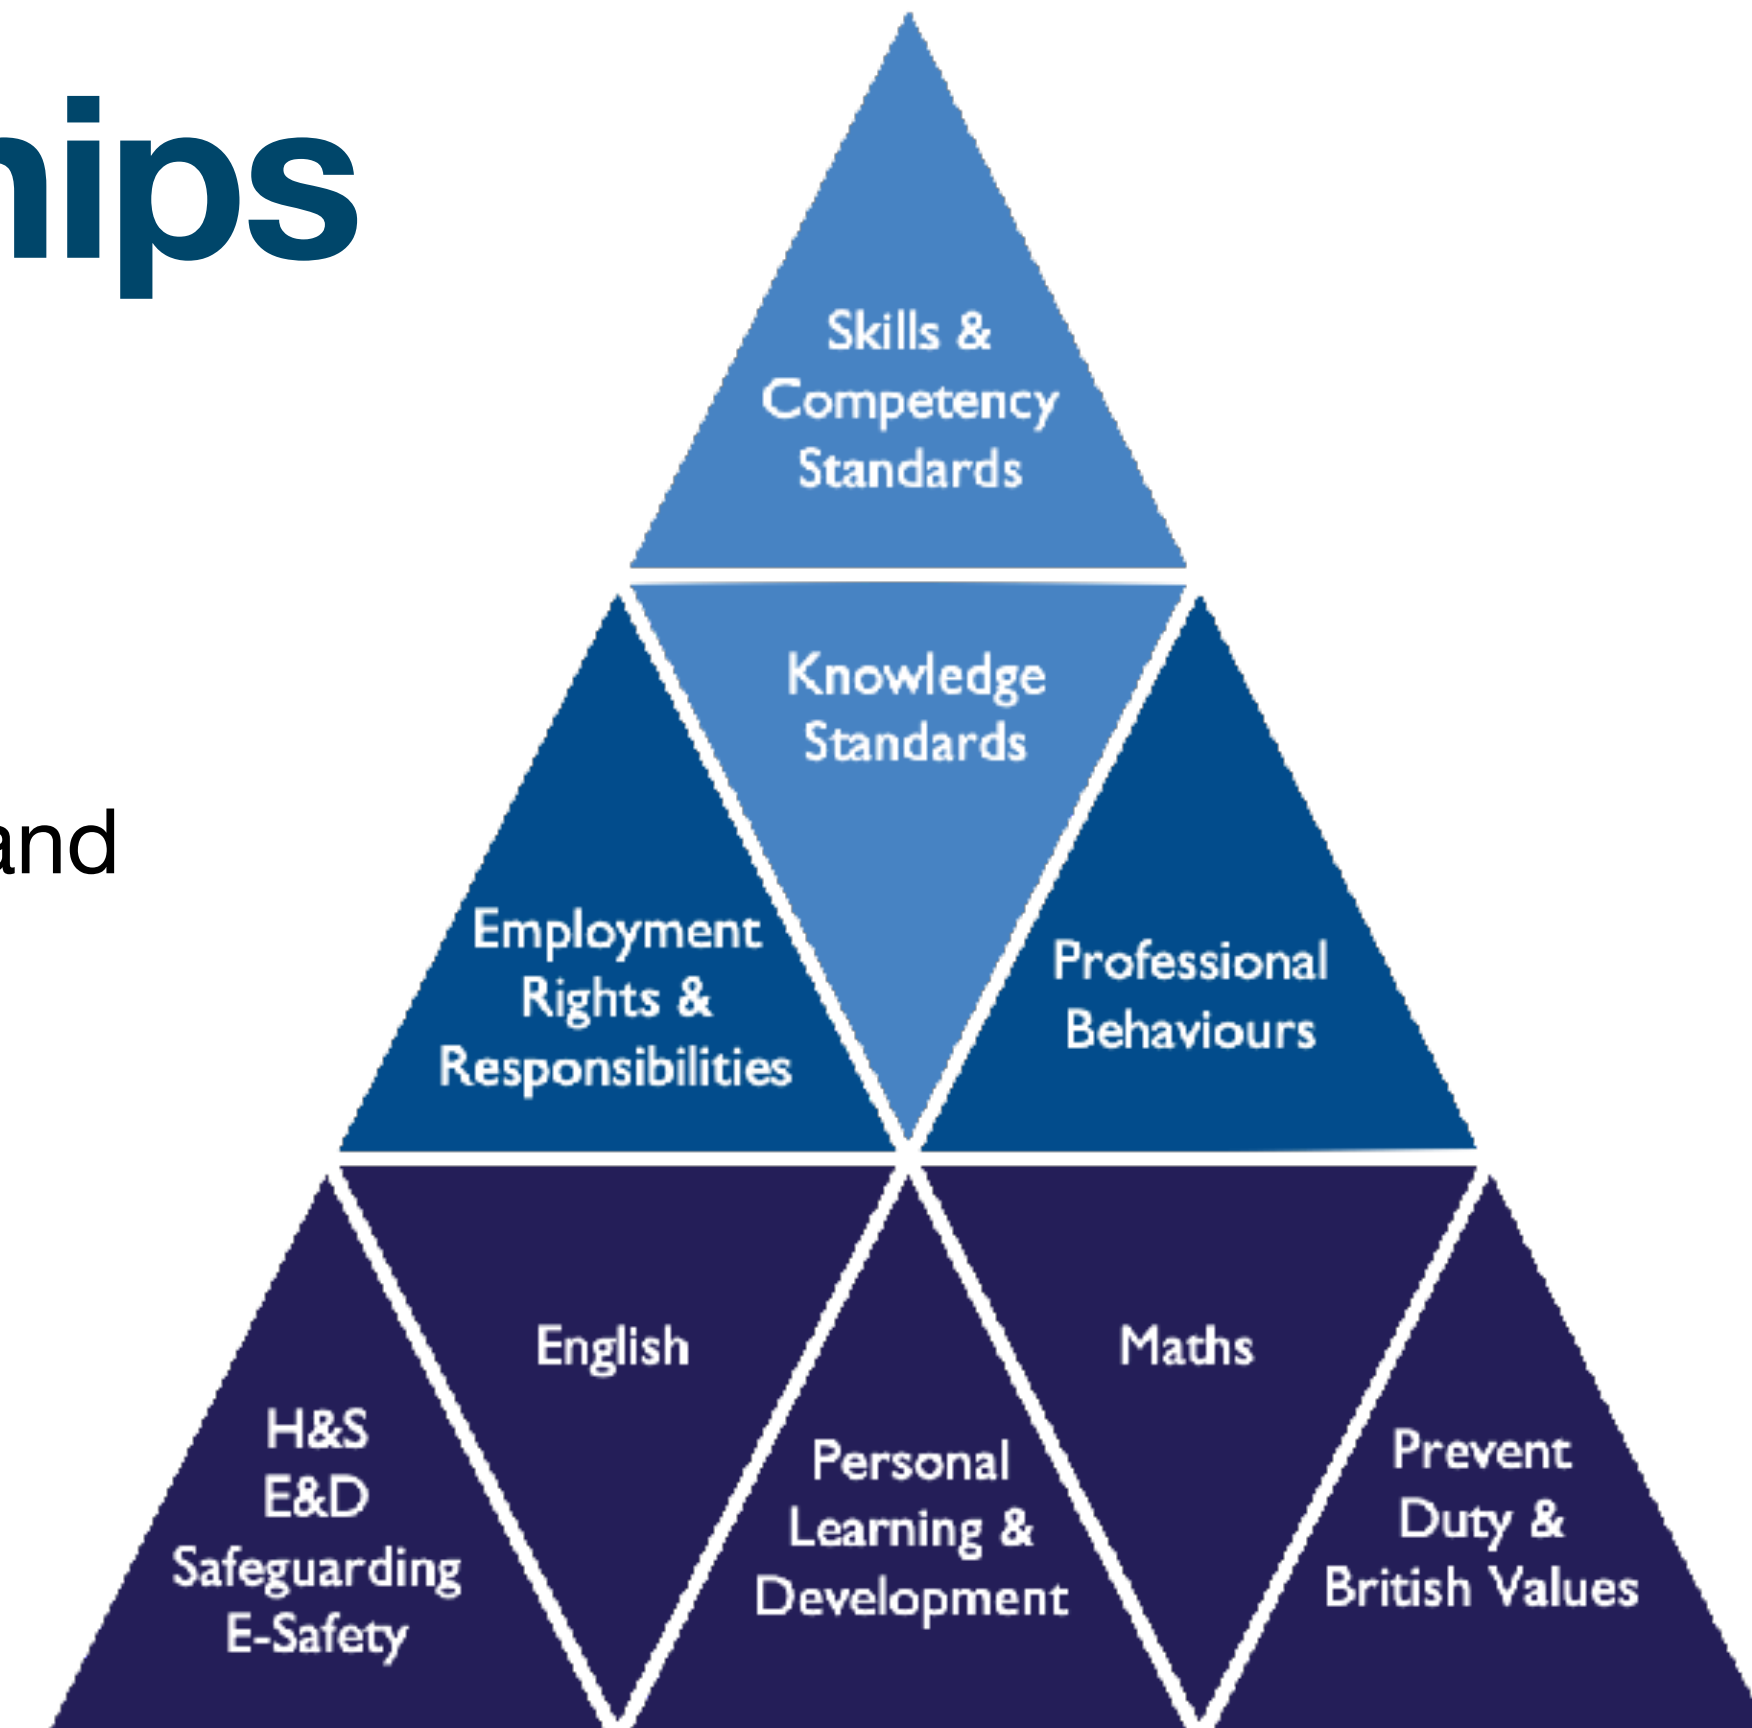 hips
and
Skills &
Competency
Standards
Knowledge
Standards
Employment
Rights &
Responsibilities
Professional
Behaviours
English
Maths
H&S
E&D
Safeguarding
E-Safety
Personal
Learning &
Development
Prevent
Duty &
British Values